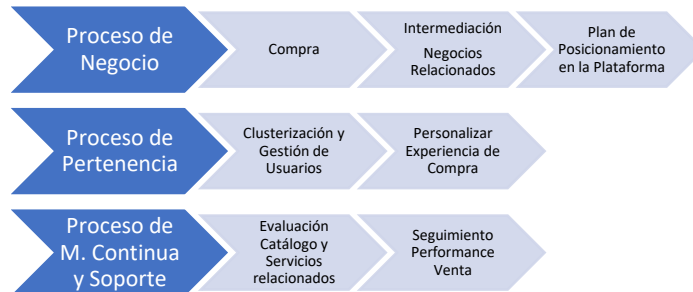 Proceso de
Negocio
Compra
Intermediación
Negocios
Relacionados
Plan de
Posicionamiento
en la Plataforma
Proceso de
Pertenencia
Clusterización y
Gestión de
Usuarios
Personalizar
Experiencia de
Compra
Proceso de
M. Continua
y Soporte
Evaluación
Catálogo y
Servicios
relacionados
Seguimiento
Performance
Venta